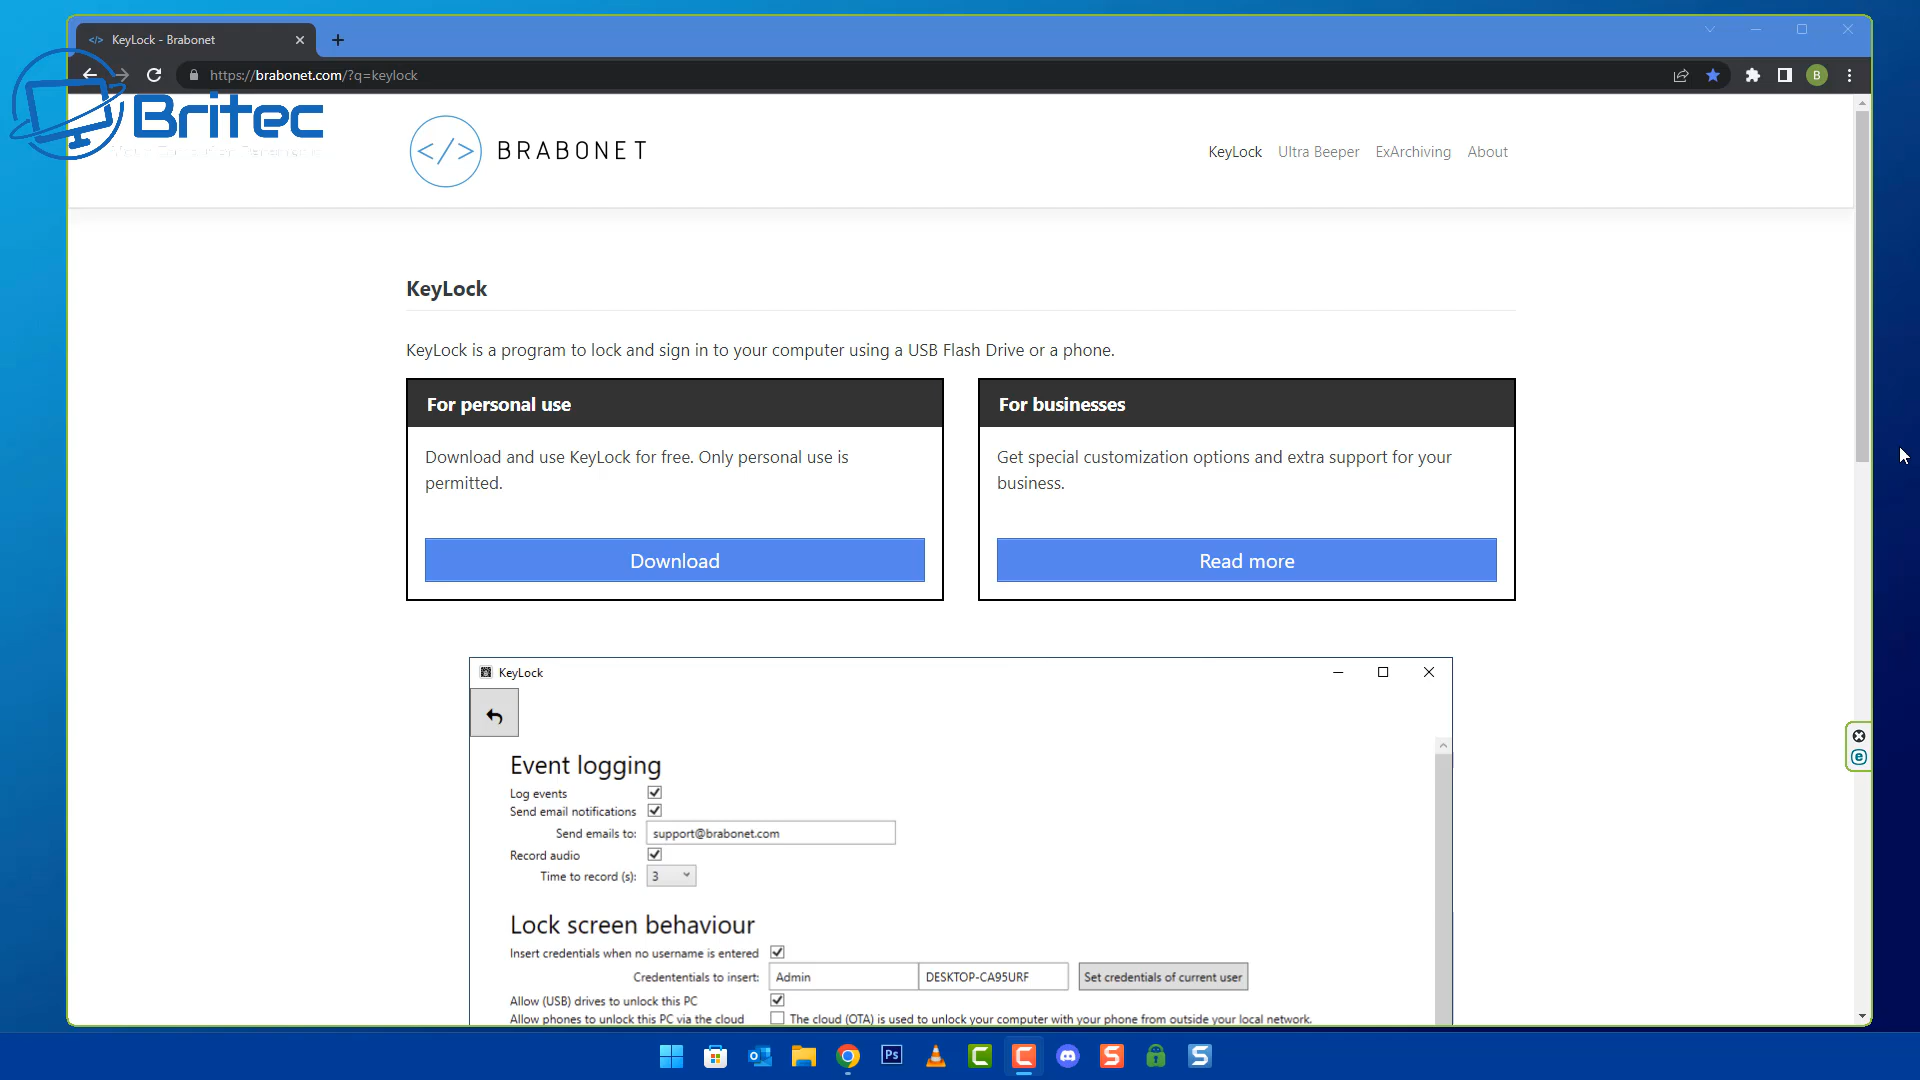 KeyLock - Brabonet
https://brabonet.com/?q=keylock
B
Britec
</> BRABONET
KeyLock Ultra Beeper ExArchiving About
KeyLock
KeyLock is a program to lock and sign in to your computer using a USB Flash Drive or a phone.
For personal use
Download and use KeyLock for free. Only personal use is
permitted.
Download
For businesses
Get special customization options and extra support for your
business.
Read more
KeyLock
Event logging
Log events
Send email notifications
Send emails to: support@brabonet.com
Record audio
Time to record (s): 3
Lock screen behaviour
Insert credentials when no username is entered
Credententials to insert: Admin DESKTOP-CA95URF Set credentials of current user
Allow (USB) drives to unlock this PC
Allow phones to unlock this PC via the cloud The cloud (OTA) is used to unlock your computer with your phone from outside your local network.
Ps